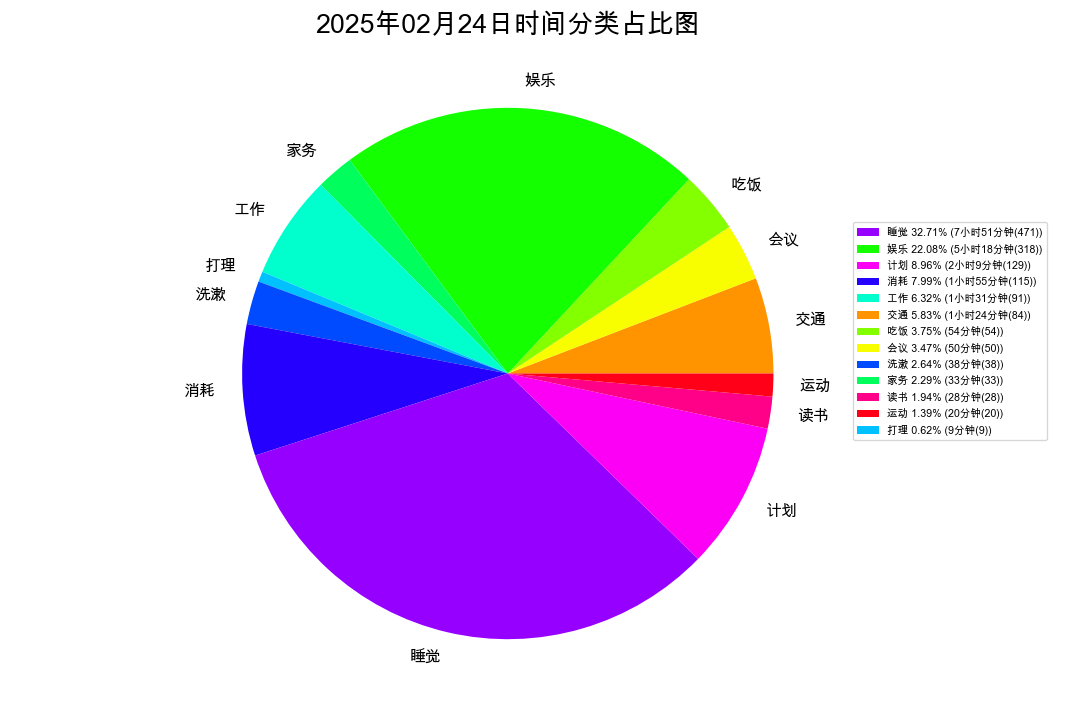 2025年02月24日时间分类占比图
娱乐
家务
吃饭
工作
会议
打理
洗漱
交通
消耗
运动
读书
计划
睡觉
睡觉 32.71% (7小时51分钟(471))
娱乐 22.08% (5小时18分钟(318))
计划 8.96% (2小时9分钟(129))
消耗 7.99% (1小时55分钟(115))
工作 6.32% (1小时31分钟(91))
交通 5.83% (1小时24分钟(84))
吃饭 3.75% (54分钟(54))
会议 3.47% (50分钟(50))
洗漱 2.64% (38分钟(38))
家务 2.29% (33分钟(33))
读书 1.94% (28分钟(28))
运动 1.39% (20分钟(20))
打理 0.62% (9分钟(9))